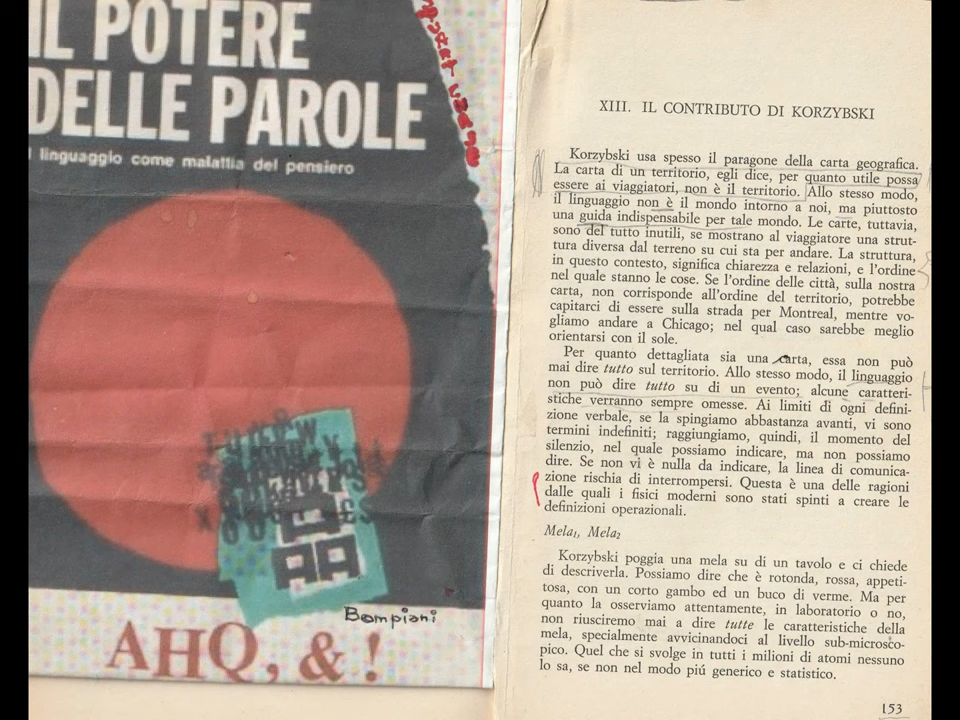 IL POTERE
DELLE PAROLE
linguaggio come malattia del pensiero
Bompiani
AHQ, & !
XIII. IL CONTRIBUTO DI KORZYBSKI
Korzybski usa spesso il paragone della carta geografica.
La carta di un territorio, egli dice, per quanto utile possa
essere ai viaggiatori, non è il territorio. Allo stesso modo,
il linguaggio non è il mondo intorno a noi, ma piuttosto
una guida indispensabile per tale mondo. Le carte, tuttavia,
sono del tutto inutili, se mostrano al viaggiatore una strut-
tura diversa dal terreno su cui sta per andare. La struttura,
in questo contesto, significa chiarezza e relazioni, e l'ordine
nel quale stanno le cose. Se l'ordine delle città, sulla nostra
carta, non corrisponde all'ordine del territorio, potrebbe
capitarci di essere sulla strada per Montreal, mentre vo-
gliamo andare a Chicago; nel qual caso sarebbe meglio
orientarsi con il sole.
Per quanto dettagliata sia una carta, essa non può
mai dire tutto sul territorio. Allo stesso modo, il linguaggio
non può dire tutto su di un evento; alcune caratteri-
stiche verranno sempre omesse. Ai limiti di ogni defini-
zione verbale, se la spingiamo abbastanza avanti, vi sono
termini indefiniti; raggiungiamo, quindi, il momento del
silenzio, nel quale possiamo indicare, ma non possiamo
dire. Se non vi è nulla da indicare, la linea di comunica-
zione rischia di interrompersi. Questa è una delle ragioni
dalle quali i fisici moderni sono stati spinti a creare le
definizioni operazionali.
Mela₁, Mela₂
Korzybski poggia una mela su di un tavolo e ci chiede
di descriverla. Possiamo dire che è rotonda, rossa, appeti-
tosa, con un corto gambo ed un buco di verme. Ma per
quanto la osserviamo attentamente, in laboratorio o no,
non riusciremo mai a dire tutte le caratteristiche della
mela, specialmente avvicinandoci al livello sub-microsco-
pico. Quel che si svolge in tutti i milioni di atomi nessuno
lo sa, se non nel modo piú generico e statistico.
153